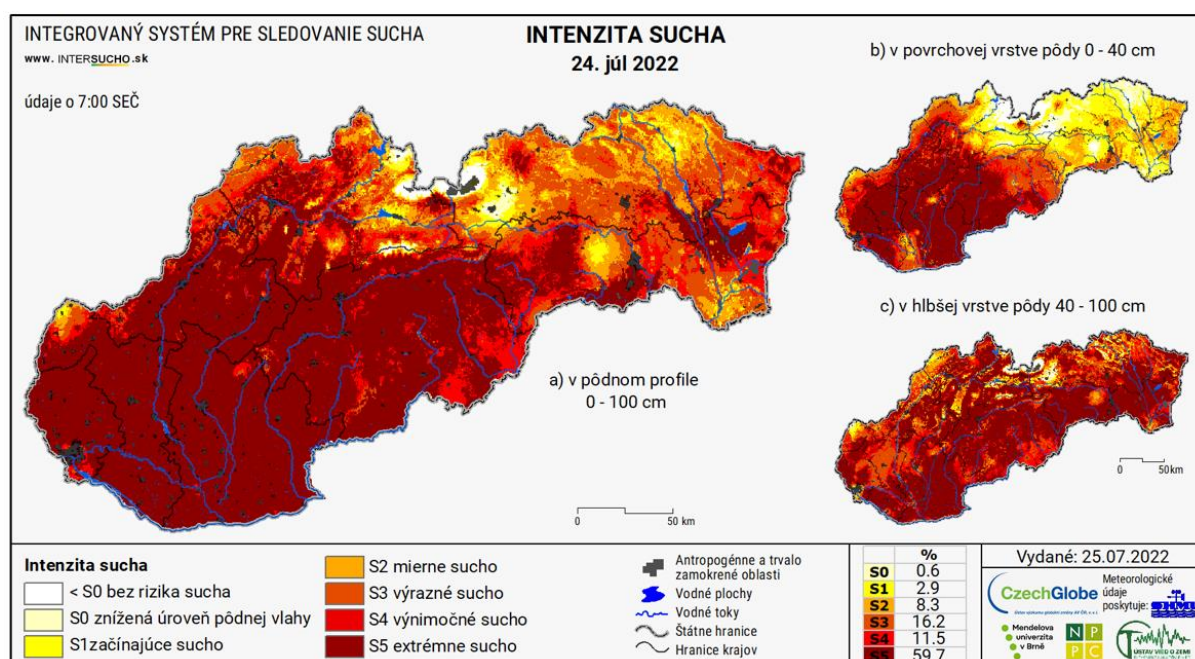 INTEGROVANÝ SYSTÉM PRE SLEDOVANIE SUCHA
www. INTERSUCHO.sk
údaje o 7:00 SEČ
INTENZITA SUCHA
24. júl 2022
b) v povrchovej vrstve pôdy 0 - 40 cm
c) v hlbšej vrstve pôdy 40 - 100 cm
a) v pôdnom profile
0 - 100 cm
0 50 km
0 50km
Intenzita sucha
< S0 bez rizika sucha
S0 znížená úroveň pôdnej vlahy
S1začínajúce sucho
S2 mierne sucho
S3 výrazné sucho
S4 výnimočné sucho
S5 extrémne sucho
Antropogénne a trvalo
zamokrené oblasti
Vodné plochy
Vodné toky
Štátne hranice
Hranice krajov
%
S0 0.6
S1 2.9
S2 8.3
S3 16.2
S4 11.5
S5 59.7
Vydané: 25.07.2022
CzechGlobe
Meteorologické
údaje
poskytuje:
SHMÚ
Mendelova
univerzita
v Brně
N P
P C